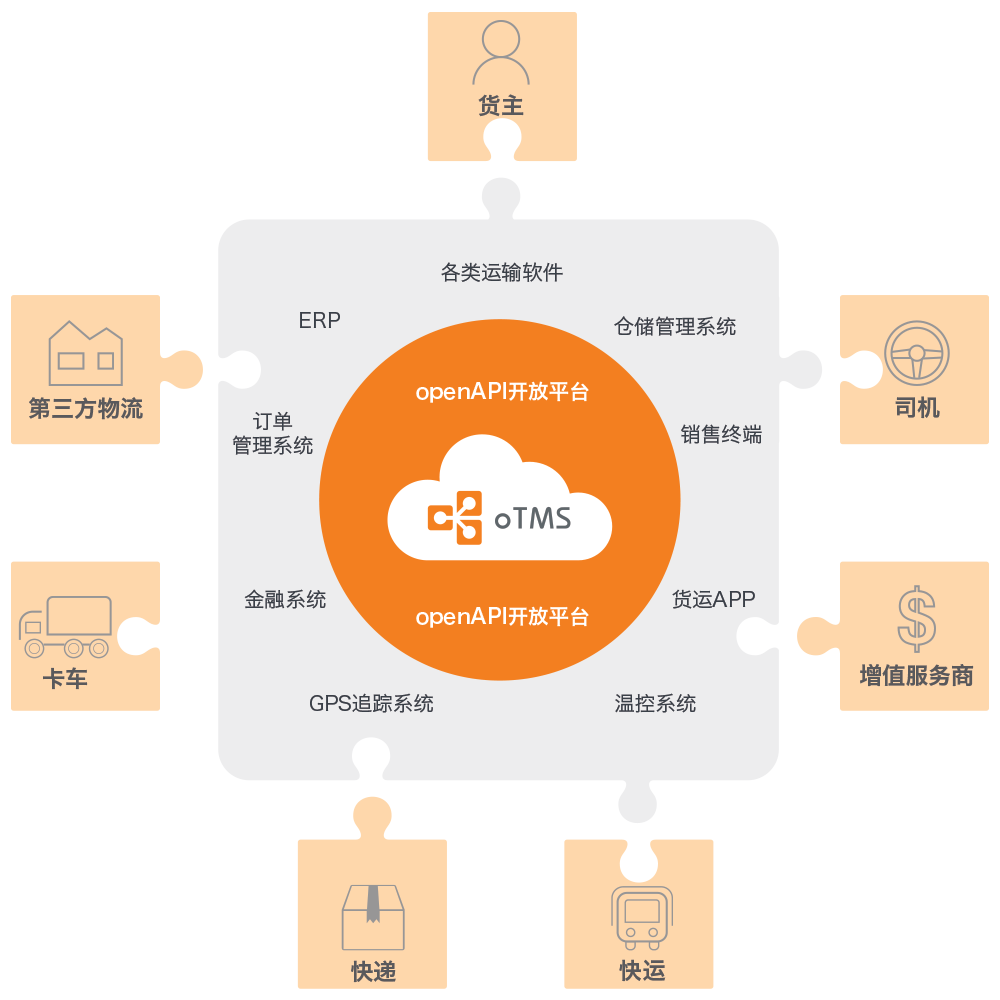 货主
各类运输软件
ERP
仓储管理系统
第三方物流
openAPI开放平台
司机
订单
管理系统
销售终端
oTMS
金融系统
货运APP
openAPI开放平台
卡车
增值服务商
GPS追踪系统
温控系统
快递
快运